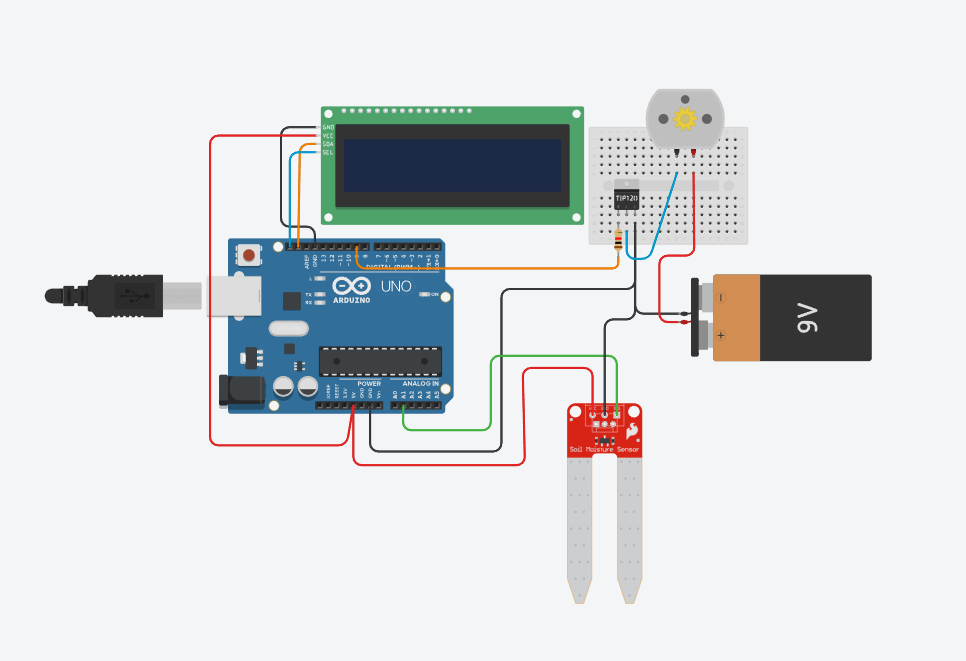 GND
VCC
SDA
SCL
TIP120
AREF
GND
13
12
~11
~10
~9
8
7
~6
~5
4
~3
2
TX→1
RX←0
DIGITAL (PWM~)
L
TX
RX
ARDUINO
UNO
ON
9V
−
+
POWER
ANALOG IN
IOREF
RESET
3.3V
5V
GND
GND
Vin
A0
A1
A2
A3
A4
A5
Soil Moisture Sensor